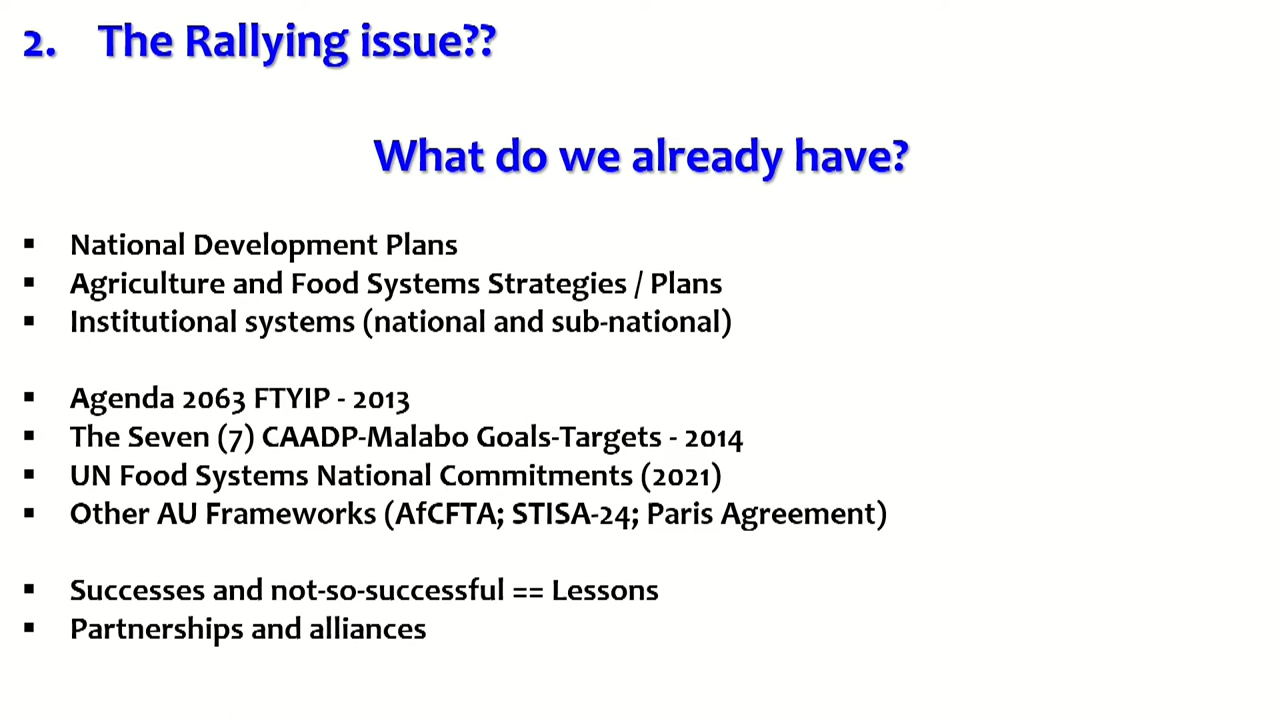 2. The Rallying issue??
What do we already have?
▪ National Development Plans
▪ Agriculture and Food Systems Strategies / Plans
▪ Institutional systems (national and sub-national)
▪ Agenda 2063 FTYIP - 2013
▪ The Seven (7) CAADP-Malabo Goals-Targets - 2014
▪ UN Food Systems National Commitments (2021)
▪ Other AU Frameworks (AfCFTA; STISA-24; Paris Agreement)
▪ Successes and not-so-successful == Lessons
▪ Partnerships and alliances